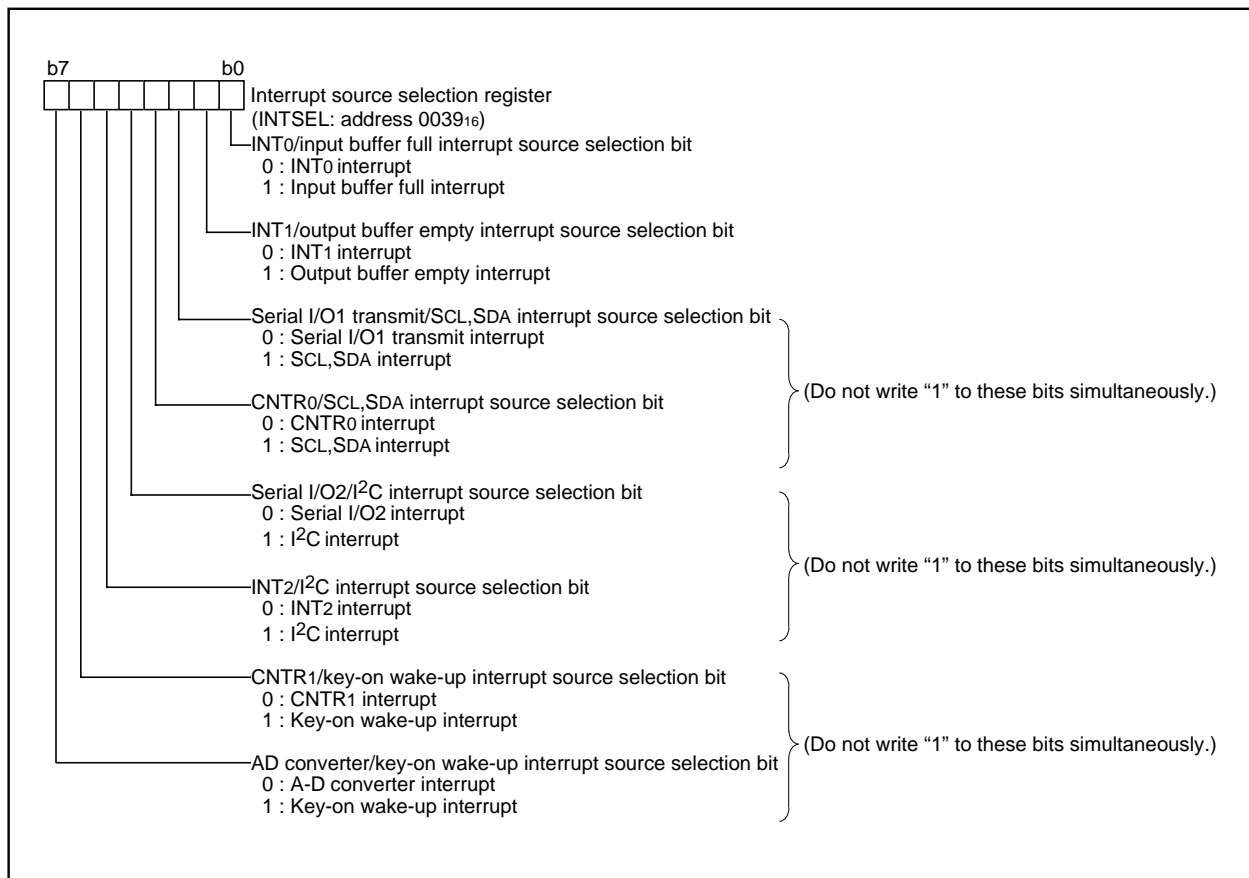 b7 b0
Interrupt source selection register
(INTSEL: address 003916)
INT0/input buffer full interrupt source selection bit
0 : INT0 interrupt
1 : Input buffer full interrupt
INT1/output buffer empty interrupt source selection bit
0 : INT1 interrupt
1 : Output buffer empty interrupt
Serial I/O1 transmit/SCL,SDA interrupt source selection bit
0 : Serial I/O1 transmit interrupt
1 : SCL,SDA interrupt
(Do not write “1” to these bits simultaneously.)
CNTR0/SCL,SDA interrupt source selection bit
0 : CNTR0 interrupt
1 : SCL,SDA interrupt
Serial I/O2/I2C interrupt source selection bit
0 : Serial I/O2 interrupt
1 : I2C interrupt
(Do not write “1” to these bits simultaneously.)
INT2/I2C interrupt source selection bit
0 : INT2 interrupt
1 : I2C interrupt
CNTR1/key-on wake-up interrupt source selection bit
0 : CNTR1 interrupt
1 : Key-on wake-up interrupt
(Do not write “1” to these bits simultaneously.)
AD converter/key-on wake-up interrupt source selection bit
0 : A-D converter interrupt
1 : Key-on wake-up interrupt